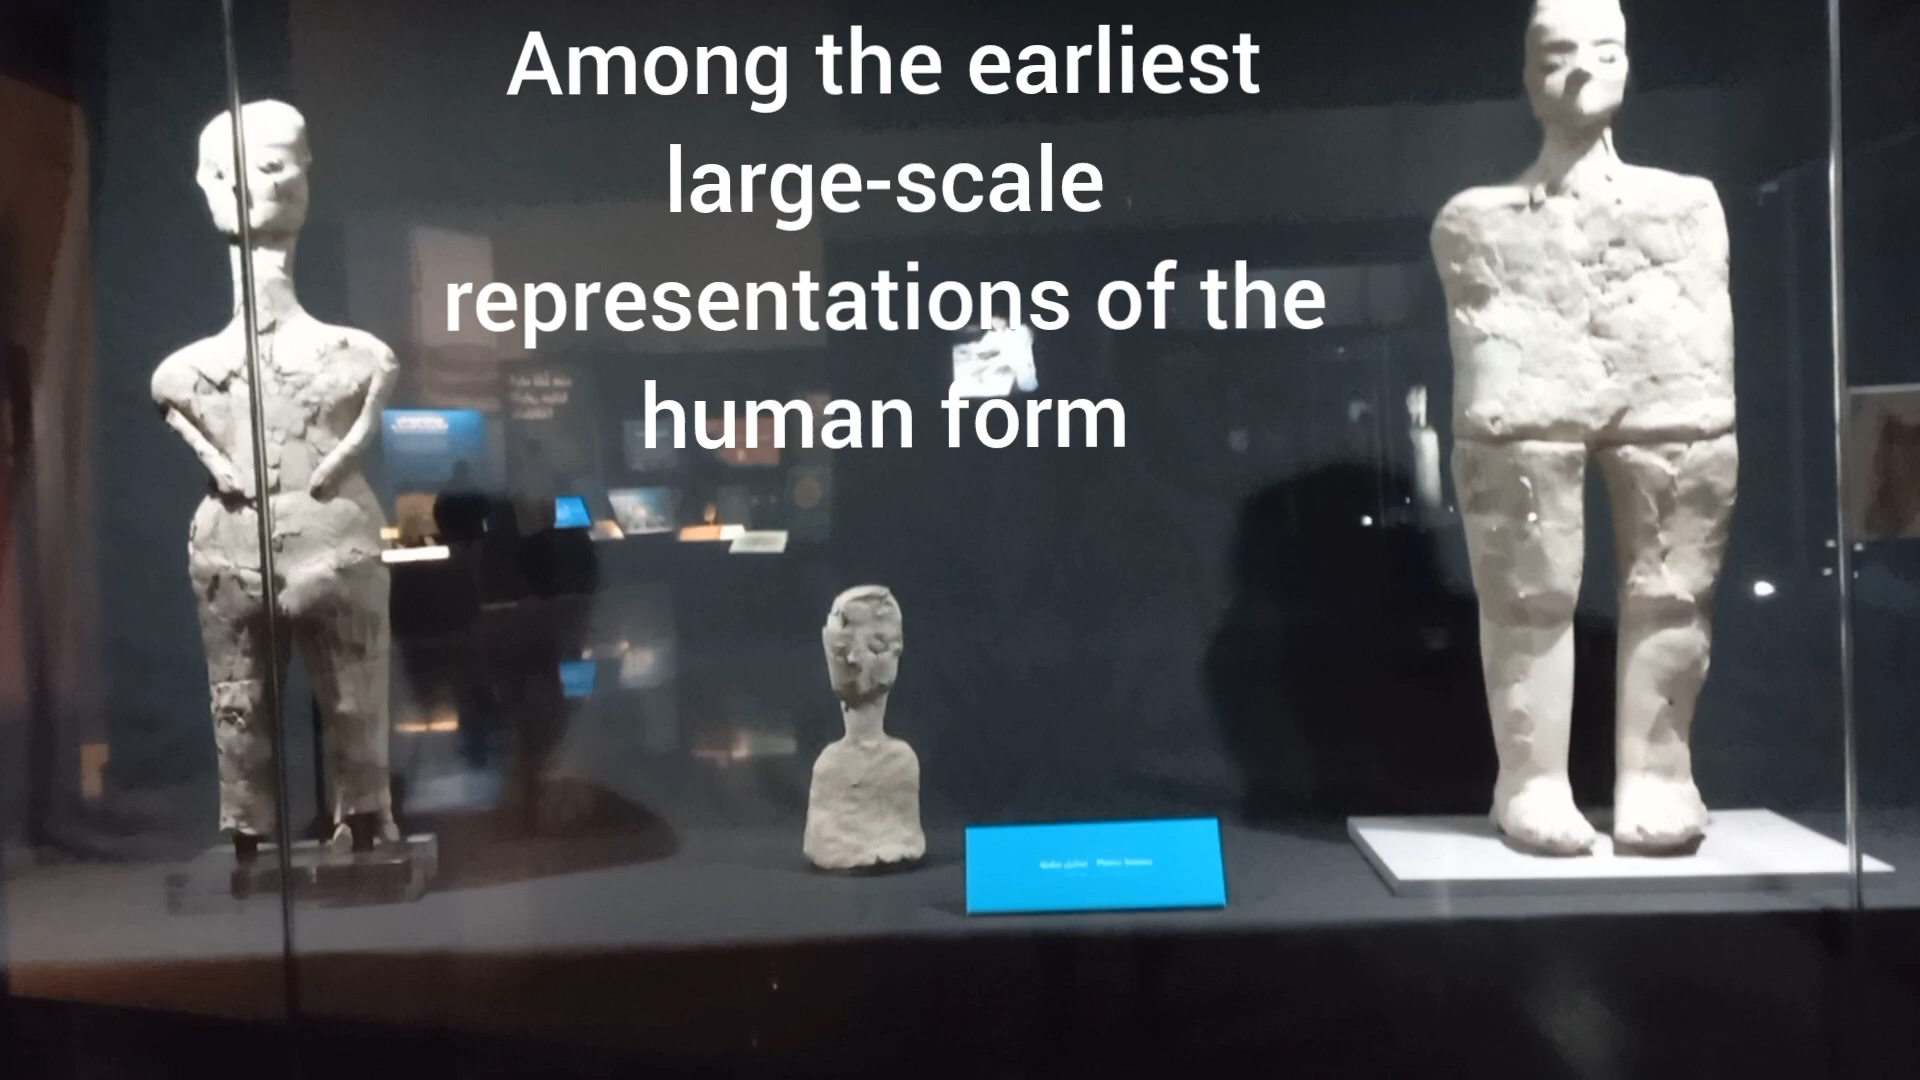 Among the earliest
large-scale
representations of the
human form